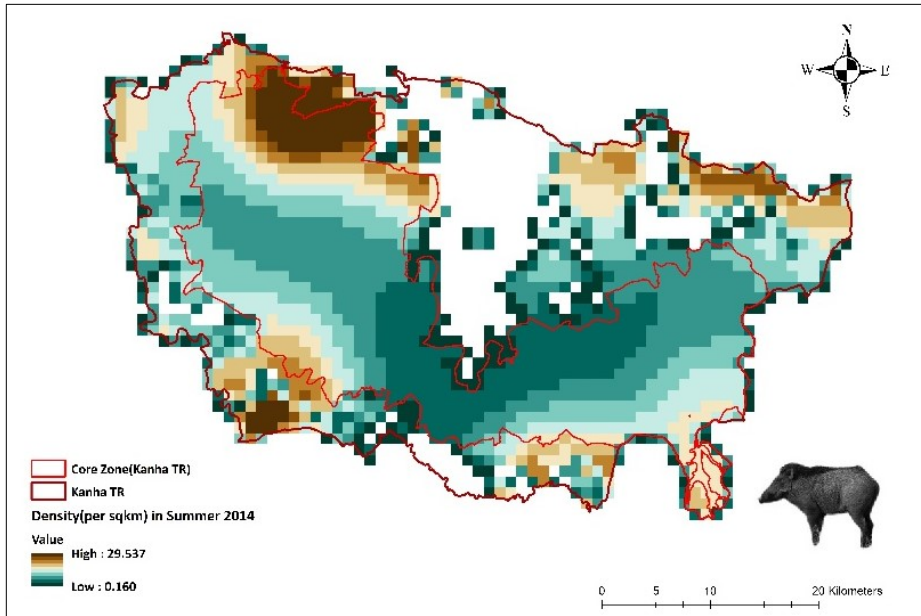 N
W E
S
Core Zone(Kanha TR)
Kanha TR
Density(per sqkm) in Summer 2014
Value
High : 29.537
Low : 0.160
0 5 10 20 Kilometers